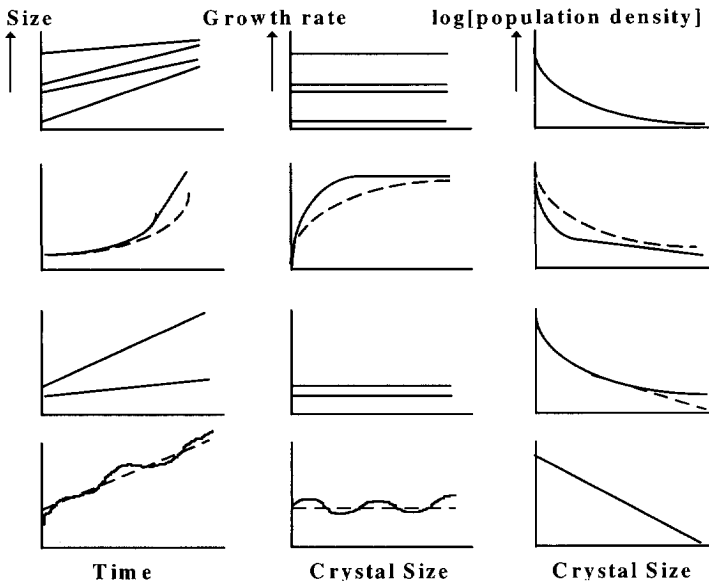 Size
Growth rate
log[population density]
Time
Crystal Size
Crystal Size